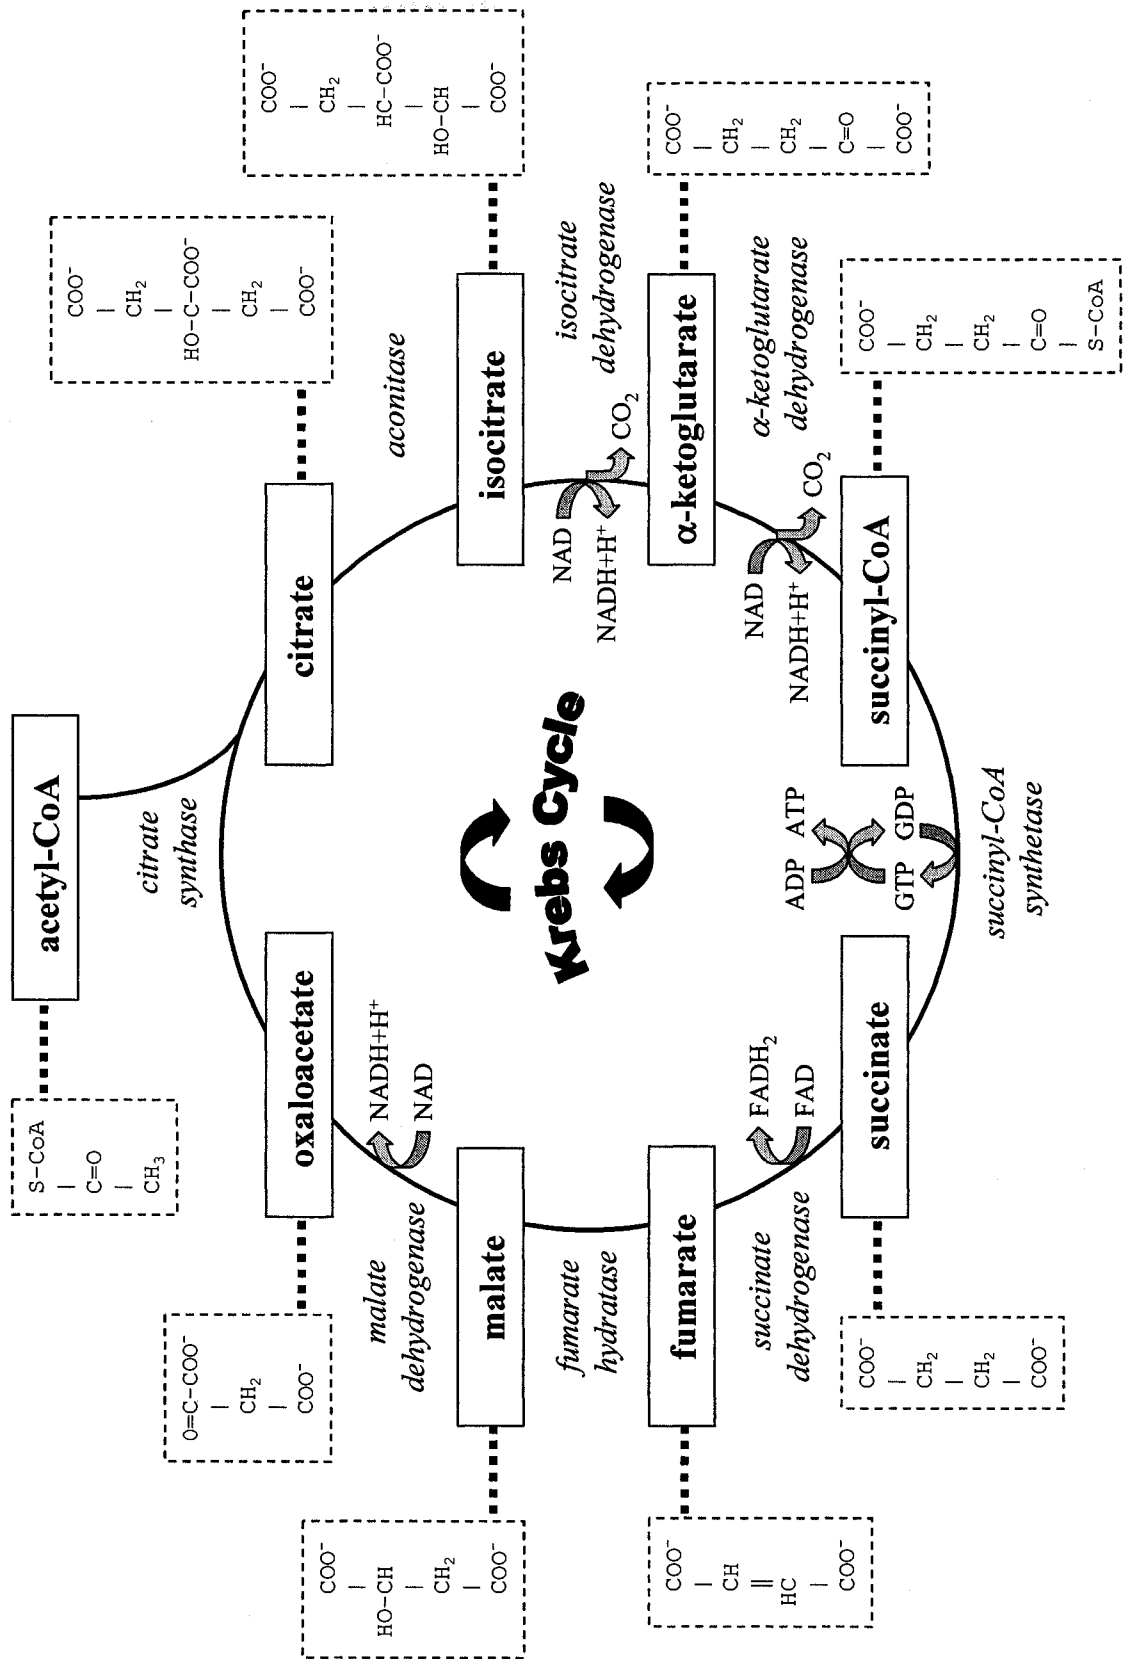 acetyl-CoA
S-CoA
C=O
CH3
citrate
synthase
citrate
COO-
CH2
HO-C-COO-
CH2
COO-
aconitase
isocitrate
COO-
CH2
HC-COO-
HO-CH
COO-
isocitrate
dehydrogenase
NAD
NADH+H+
CO2
α-ketoglutarate
COO-
CH2
CH2
C=O
COO-
α-ketoglutarate
dehydrogenase
NAD
NADH+H+
CO2
succinyl-CoA
COO-
CH2
CH2
C=O
S-CoA
succinyl-CoA
synthetase
ADP ATP
GTP GDP
succinate
COO-
CH2
CH2
COO-
succinate
dehydrogenase
FADH2
FAD
fumarate
COO-
CH
HC
COO-
fumarate
hydratase
malate
COO-
HO-CH
CH2
COO-
malate
dehydrogenase
NADH+H+
NAD
oxaloacetate
O=C-COO-
CH2
COO-
Krebs Cycle